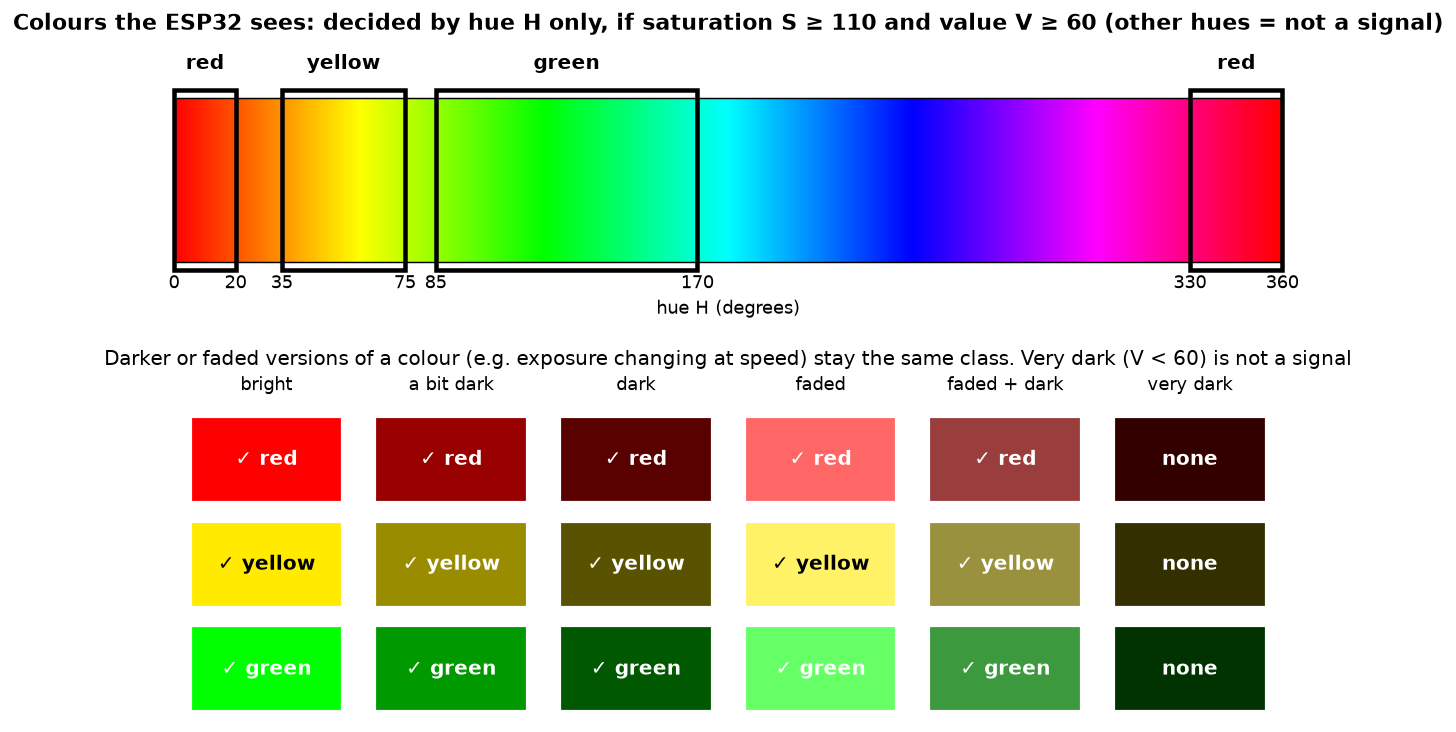 Colours the ESP32 sees: decided by hue H only, if saturation S ≥ 110 and value V ≥ 60 (other hues = not a signal)
red yellow green red
0 20 35 75 85 170 330 360
hue H (degrees)
Darker or faded versions of a colour (e.g. exposure changing at speed) stay the same class. Very dark (V < 60) is not a signal
bright a bit dark dark faded faded + dark very dark
✓ red ✓ red ✓ red ✓ red ✓ red none
✓ yellow ✓ yellow ✓ yellow ✓ yellow ✓ yellow none
✓ green ✓ green ✓ green ✓ green ✓ green none